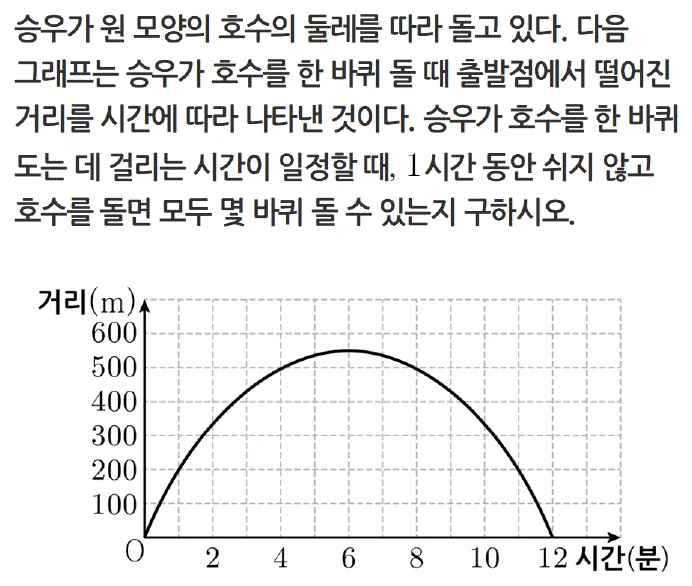 승우가 원 모양의 호수의 둘레를 따라 돌고 있다. 다음
그래프는 승우가 호수를 한 바퀴 돌 때 출발점에서 떨어진
거리를 시간에 따라 나타낸 것이다. 승우가 호수를 한 바퀴
도는 데 걸리는 시간이 일정할 때, 1시간 동안 쉬지 않고
호수를 돌면 모두 몇 바퀴 돌 수 있는지 구하시오.
거리(m)
600
500
400
300
200
100
O 2 4 6 8 10 12 시간(분)